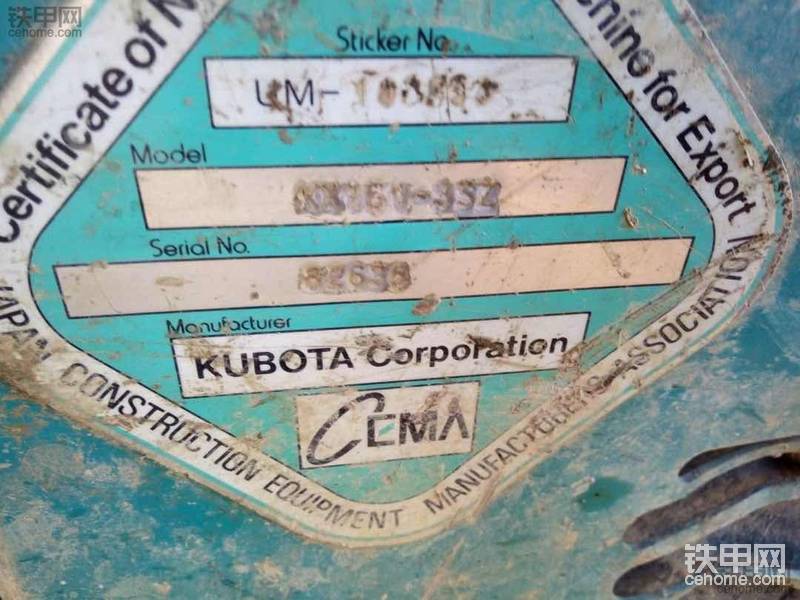 铁甲网
cehome.com
Certificate of
chine for Export
Sticker No.
UM-
Model
Serial No.
Manufacturer
KUBOTA Corporation
CEMA
JAPAN CONSTRUCTION EQUIPMENT MANUFACTURERS ASSOCIATION
铁甲网
cehome.com